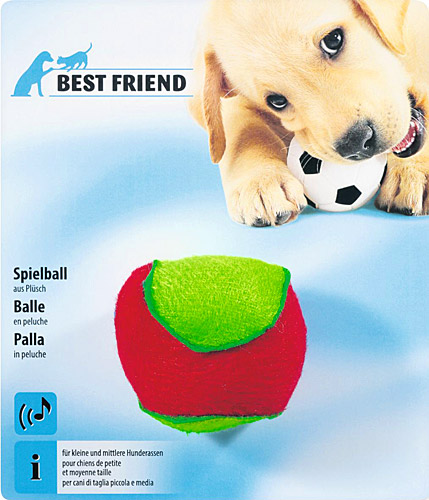 BEST FRIEND
Spielball
aus Plüsch
Balle
en peluche
Palla
in peluche
i
für kleine und mittlere Hunderassen
pour chiens de petite
et moyenne taille
per cani di taglia piccola e media